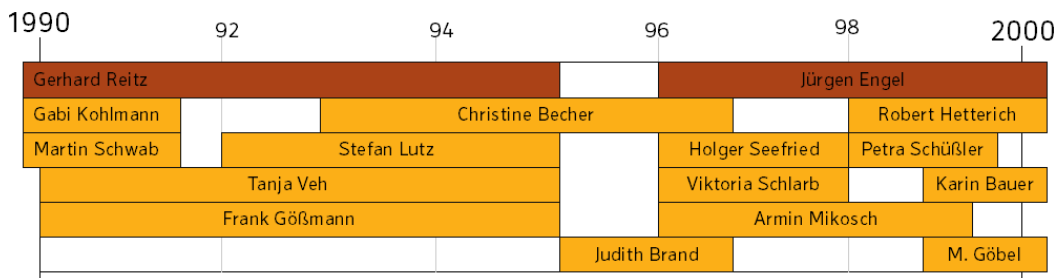 1990 92 94 96 98 2000
Gerhard Reitz Jürgen Engel
Gabi Kohlmann Christine Becher Robert Hetterich
Martin Schwab Stefan Lutz Holger Seefried Petra Schüßler
Tanja Veh Viktoria Schlarb Karin Bauer
Frank Gößmann Armin Mikosch
Judith Brand M. Göbel